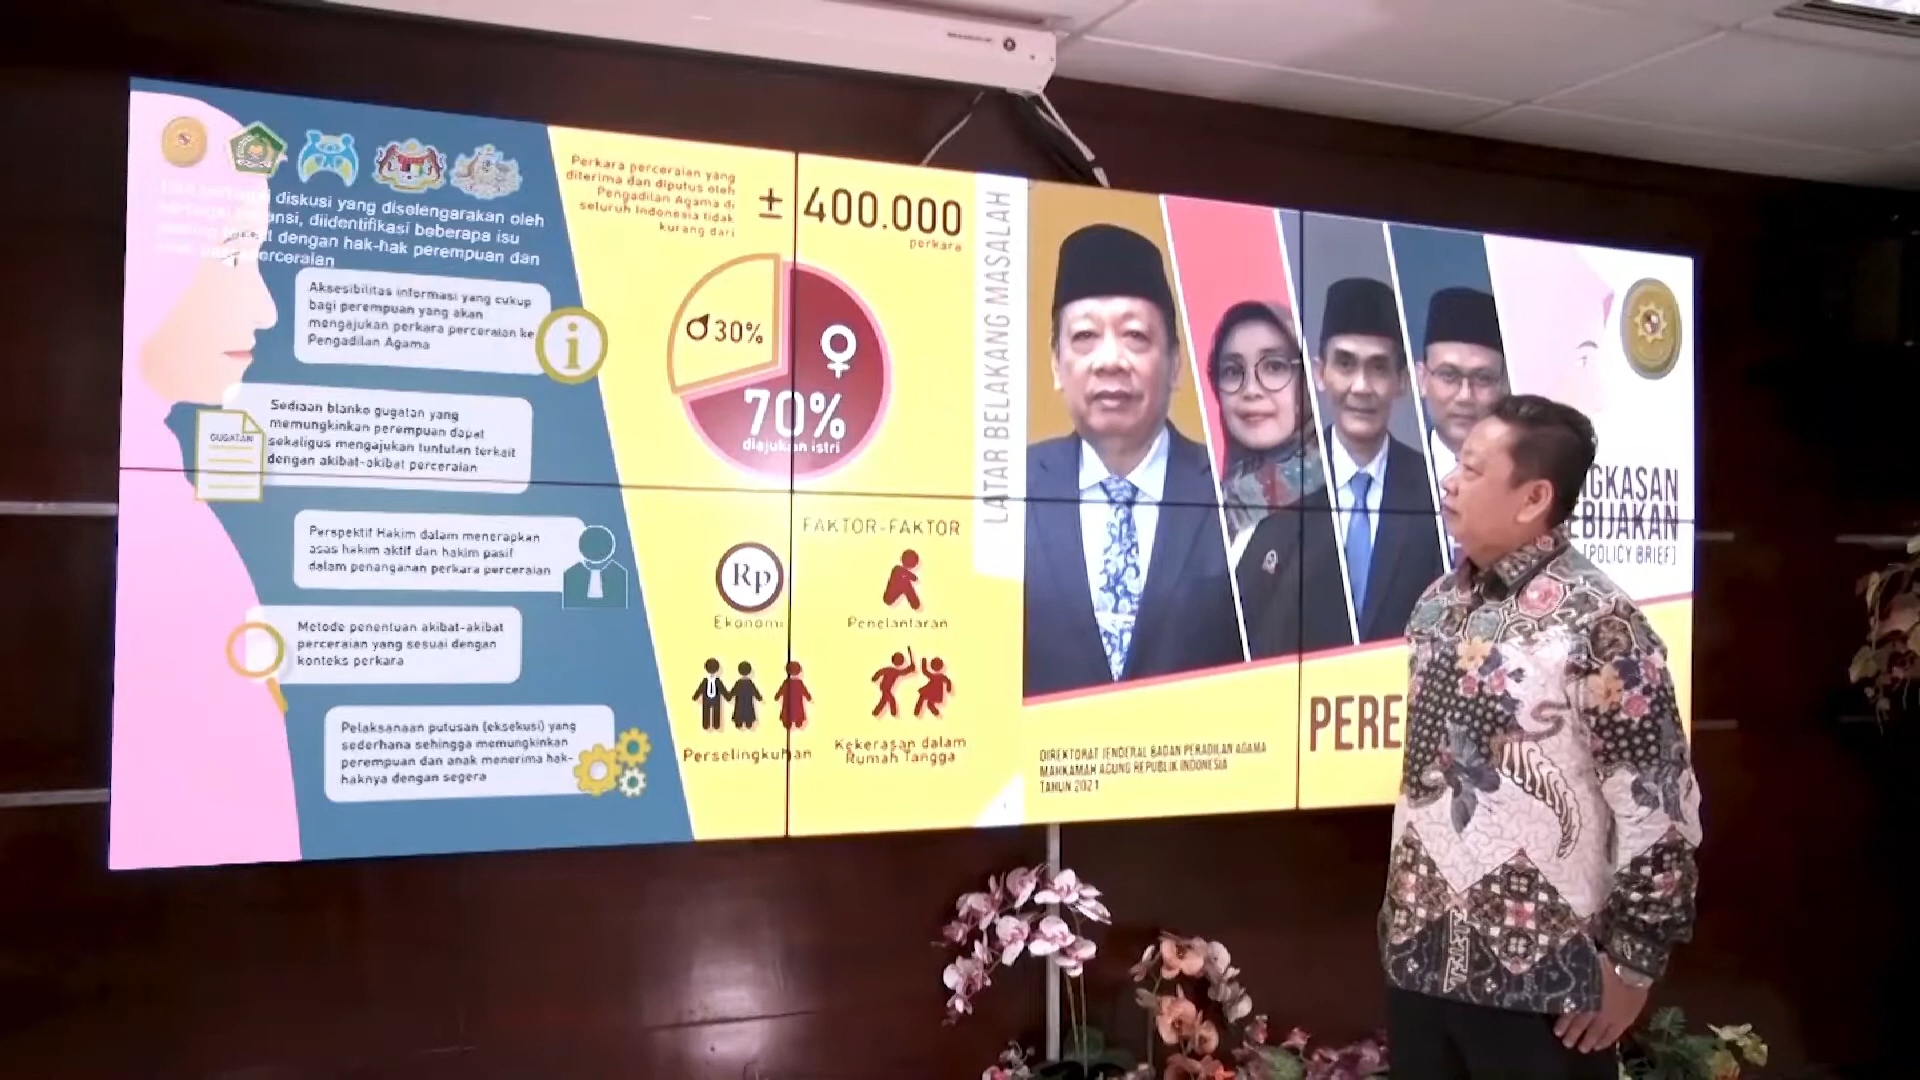 diskusi yang diselengarakan oleh
diidentifikasi beberapa isu
dengan hak-hak perempuan dan
Aksesibilitas informasi yang cukup
bagi perempuan yang akan
mengajukan perkara perceraian ke
Pengadilan Agama
GUGATAN
Sediaan blanko gugatan yang
memungkinkan perempuan dapat
sekaligus mengajukan tuntutan terkait
dengan akibat-akibat perceraian
Perspektif Hakim dalam menerapkan
asas hakim aktif dan hakim pasif
dalam penanganan perkara perceraian
Metode penentuan akibat-akibat
perceraian yang sesuai dengan
konteks perkara
Pelaksanaan putusan (eksekusi) yang
sederhana sehingga memungkinkan
perempuan dan anak menerima hak-
haknya dengan segera
Perkara perceraian yang
diterima dan diputus oleh
Pengadilan Agama di
seluruh Indonesia tidak
kurang dari
± 400.000
perkara
30%
70%
diajukan istri
FAKTOR-FAKTOR
Rp
Ekonomi
Penelantaran
Perselingkuhan
Kekerasan dalam
Rumah Tangga
LATAR BELAKANG MASALAH
NGKASAN
EBIJAKAN
[POLICY BRIEF]
PERE
DIREKTORAT JENDERAL BADAN PERADILAN AGAMA
MAHKAMAH AGUNG REPUBLIK INDONESIA
TAHUN 2021